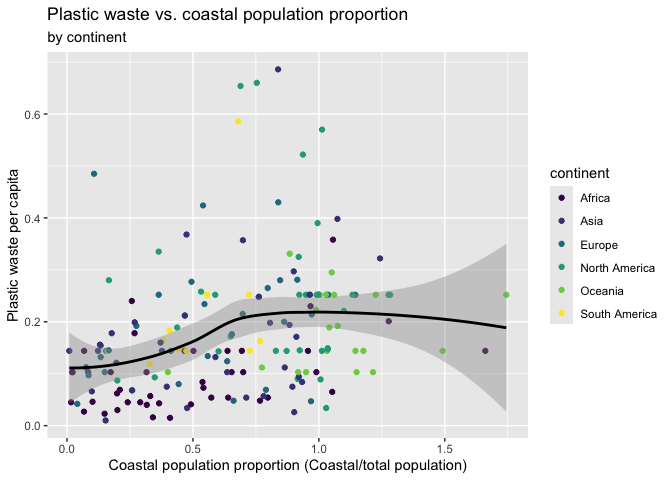 Plastic waste vs. coastal population proportion
by continent
Plastic waste per capita
0.6
0.4
0.2
0.0
0.0 0.5 1.0 1.5
Coastal population proportion (Coastal/total population)
continent
Africa
Asia
Europe
North America
Oceania
South America